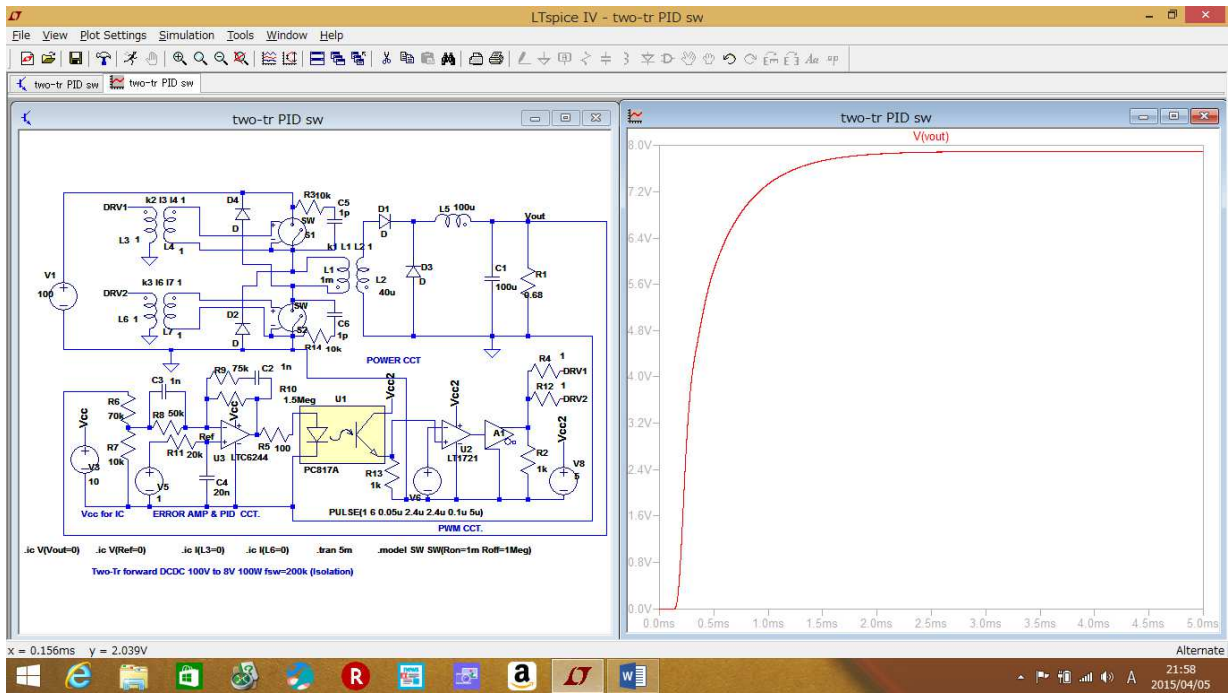 LTspice IV - two-tr PID sw
File View Plot Settings Simulation Tools Window Help
two-tr PID sw two-tr PID sw
two-tr PID sw
D4
R3 10k
C5
1p
DRV1
k2 l3 l4 1
D
SW
S1
L3 1
L4 1
k1 L1 L2 1
D1
D
L5 100u
Vout
V1
100
k3 l6 l7 1
DRV2
L1
1m
L2
40u
D3
D
C1
100u
R1
0.68
L6 1
L7 1
D2
D
SW
S2
C6
1p
R14 10k
POWER CCT
R9 75k
C2 1n
C3 1n
R10
1.5Meg
U1
Vcc2
Vcc2
R4 1
DRV1
R12 1
DRV2
R6
70k
R8 50k
Vcc
Vcc
Ref
R7
10k
R11 20k
U3 LTC6244
R5 100
PC817A
R13
1k
U2
LT1721
A1
R2
1k
Vcc2
V8
5
V3
10
V5
1
C4
20n
V6
Vcc for IC
ERROR AMP & PID CCT.
PULSE(1 6 0.05u 2.4u 2.4u 0.1u 5u)
PWM CCT.
.ic V(Vout=0) .ic V(Ref=0) .ic I(L3=0) .ic I(L6=0) .tran 5m .model SW SW(Ron=1m Roff=1Meg)
Two-Tr forward DCDC 100V to 8V 100W fsw=200k (Isolation)
two-tr PID sw
V(vout)
8.0V
7.2V
6.4V
5.6V
4.8V
4.0V
3.2V
2.4V
1.6V
0.8V
0.0V
0.0ms 0.5ms 1.0ms 1.5ms 2.0ms 2.5ms 3.0ms 3.5ms 4.0ms 4.5ms 5.0ms
x = 0.156ms y = 2.039V
Alternate
21:58
2015/04/05